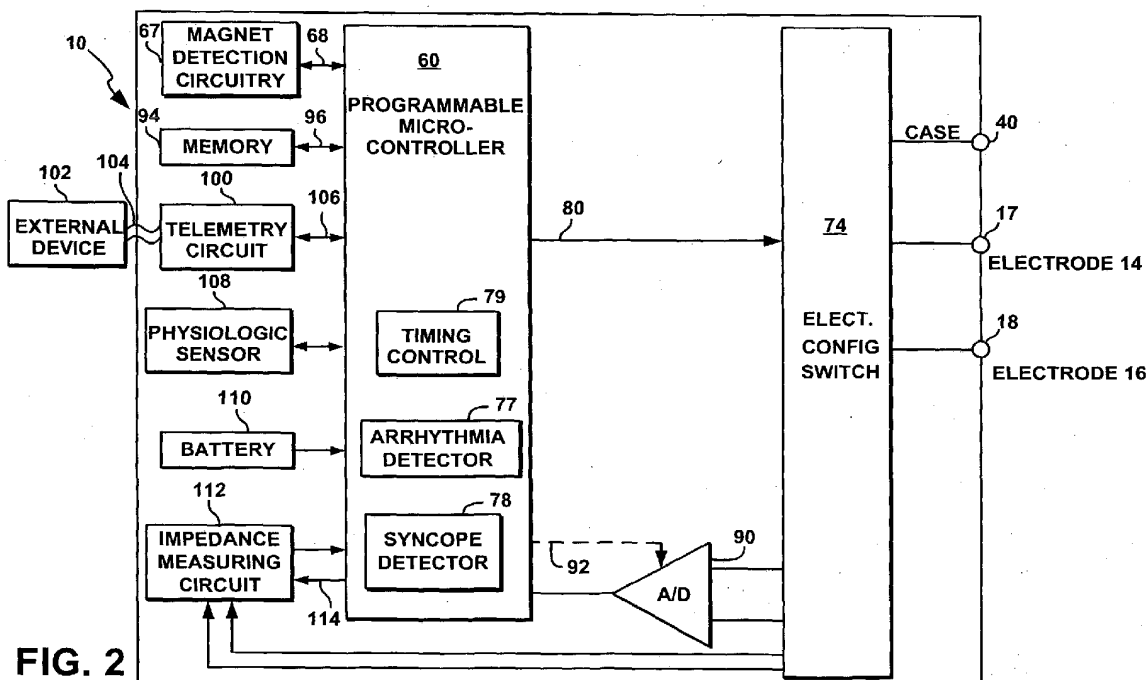 10
67
MAGNET
DETECTION
CIRCUITRY
68
94
MEMORY
96
102
EXTERNAL
DEVICE
104
100
TELEMETRY
CIRCUIT
106
108
PHYSIOLOGIC
SENSOR
110
BATTERY
112
IMPEDANCE
MEASURING
CIRCUIT
114
60
PROGRAMMABLE
MICRO-
CONTROLLER
79
TIMING
CONTROL
77
ARRHYTHMIA
DETECTOR
78
SYNCOPE
DETECTOR
80
92
90
A/D
74
ELECT.
CONFIG
SWITCH
CASE
40
17
ELECTRODE 14
18
ELECTRODE 16
FIG. 2